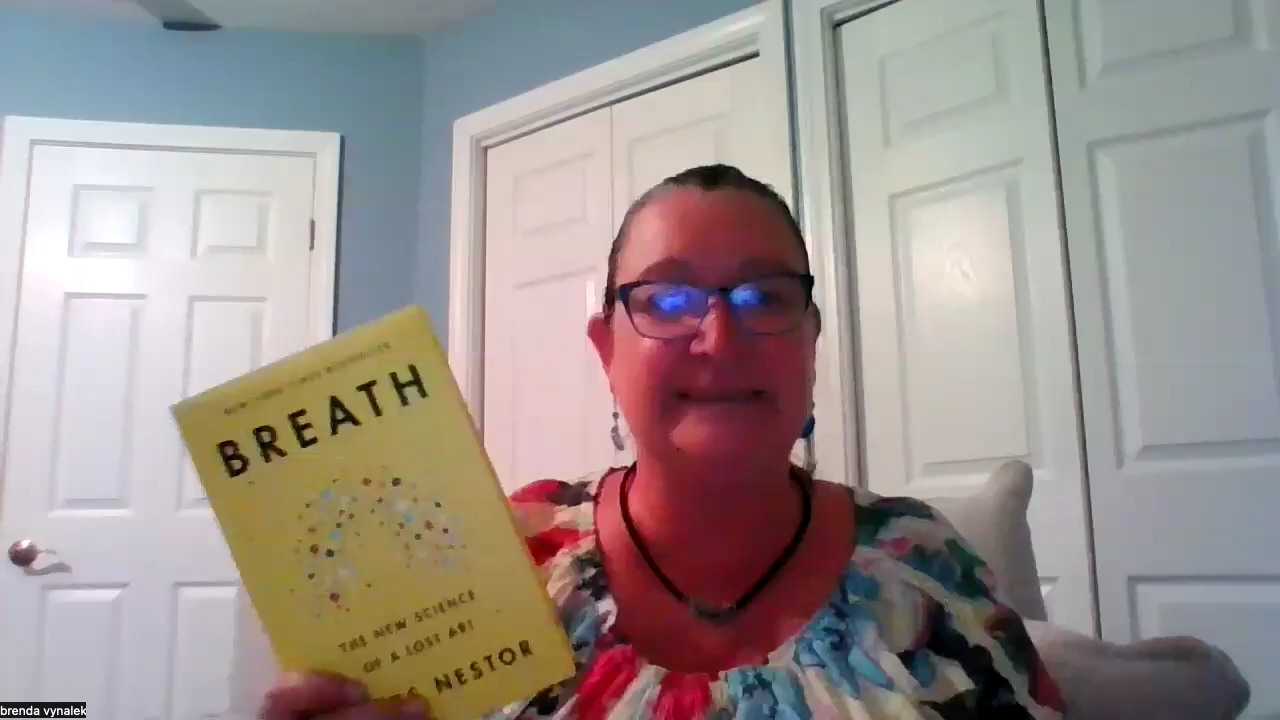 NEW YORK TIMES BESTSELLER
BREATH
THE NEW SCIENCE
OF A LOST ART
NESTOR
brenda vynalek